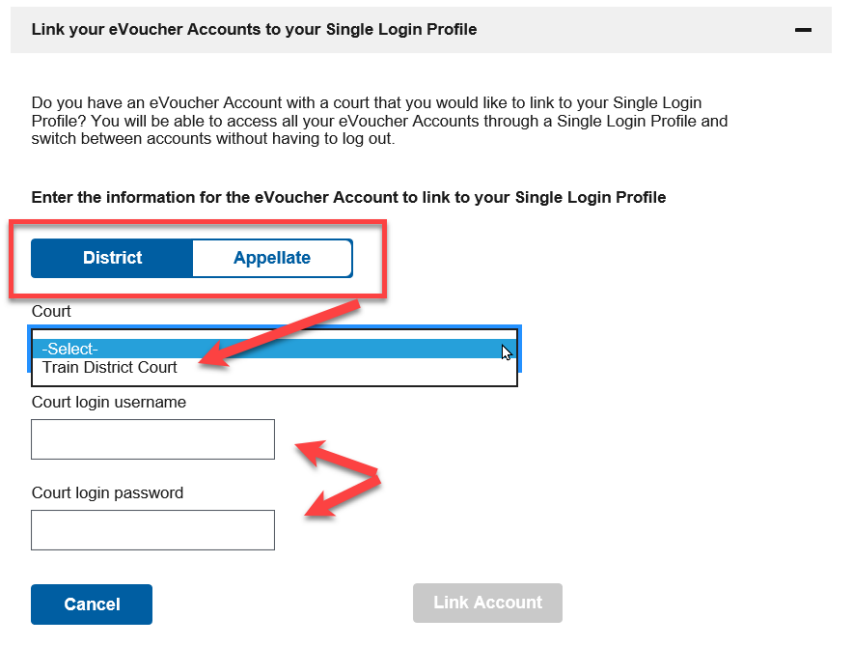 Link your eVoucher Accounts to your Single Login Profile
Do you have an eVoucher Account with a court that you would like to link to your Single Login
Profile? You will be able to access all your eVoucher Accounts through a Single Login Profile and
switch between accounts without having to log out.
Enter the information for the eVoucher Account to link to your Single Login Profile
District Appellate
Court
-Select-
Train District Court
Court login username
Court login password
Cancel Link Account